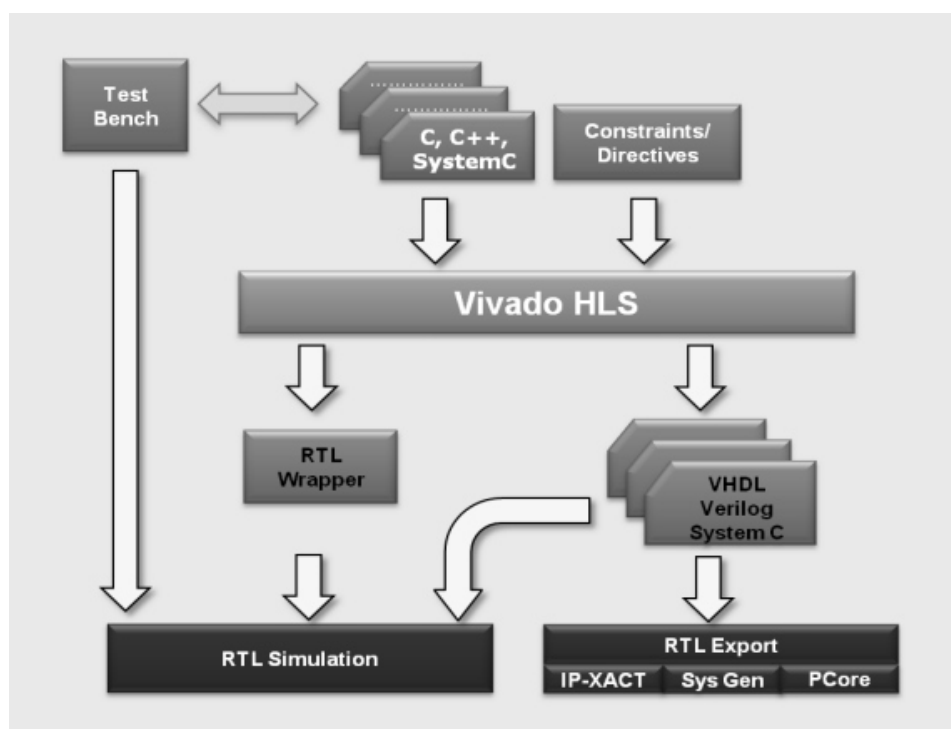 Test
Bench
C, C++,
SystemC
Constraints/
Directives
Vivado HLS
RTL
Wrapper
VHDL
Verilog
System C
RTL Simulation
RTL Export
IP-XACT
Sys Gen
PCore